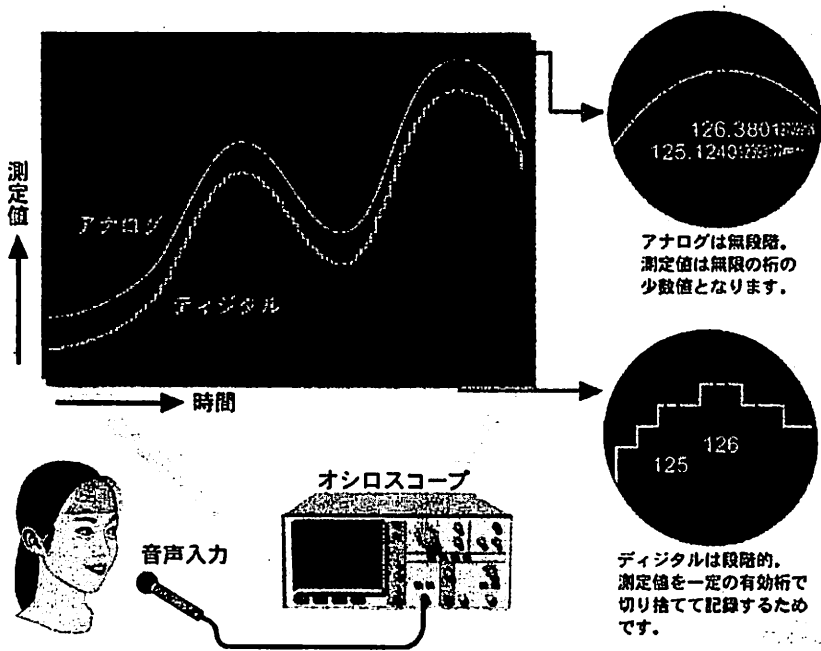 測定値
アナログ
ディジタル
時間
126.3801
125.1240
アナログは無段階。
測定値は無限の桁の
少数値となります。
125
126
ディジタルは段階的。
測定値を一定の有効桁で
切り捨てて記録するため
です。
オシロスコープ
音声入力